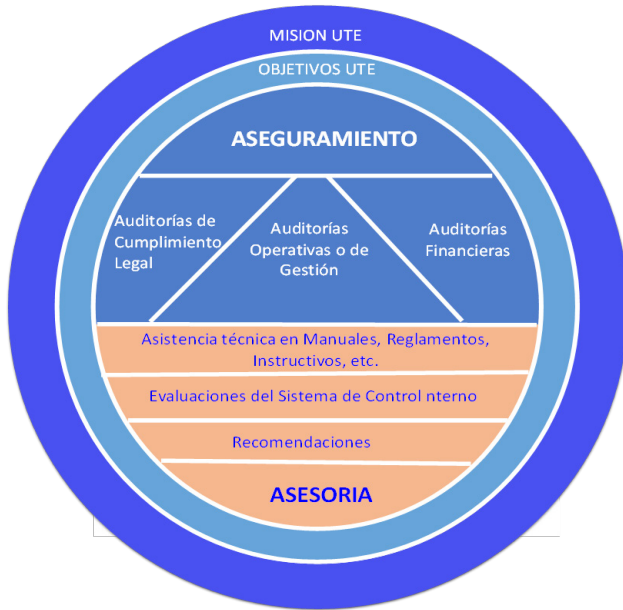 MISION UTE
OBJETIVOS UTE
ASEGURAMIENTO
Auditorías de
Cumplimiento
Legal
Auditorías
Operativas o de
Gestión
Auditorías
Financieras
Asistencia técnica en Manuales, Reglamentos,
Instructivos, etc.
Evaluaciones del Sistema de Control nterno
Recomendaciones
ASESORIA